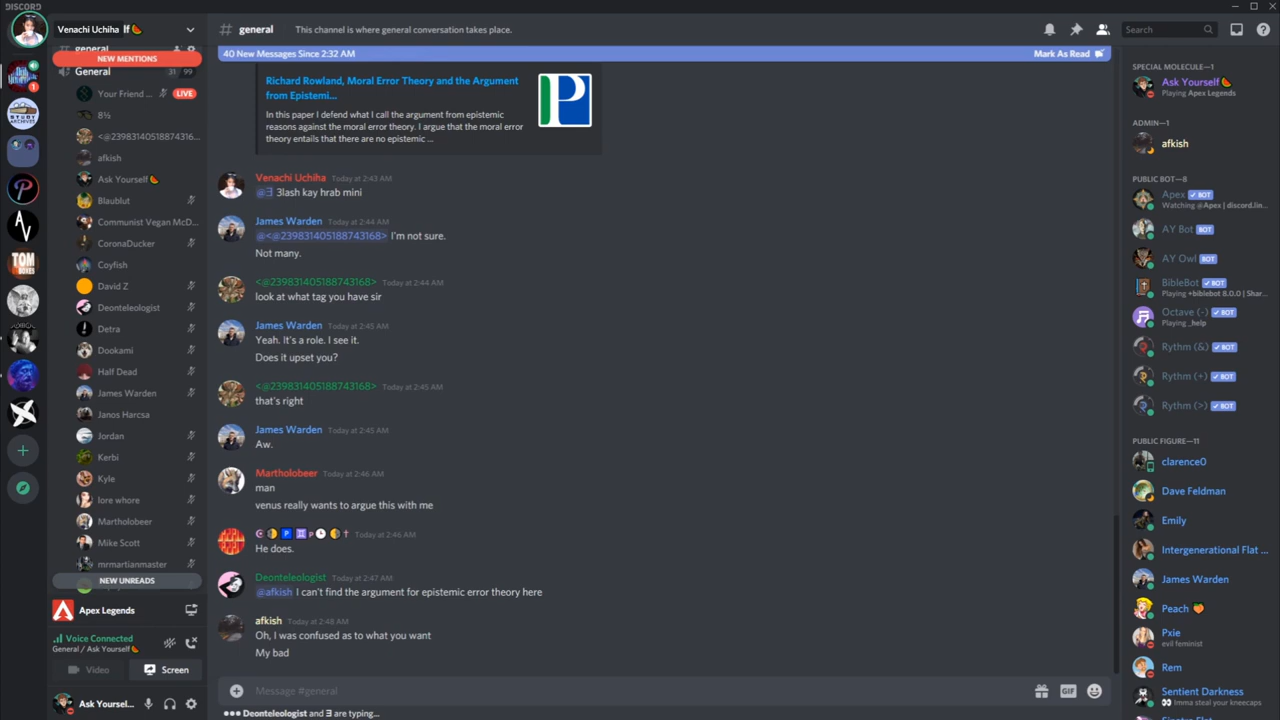 DISCORD
Venachi Uchiha lf🍉
general
NEW MENTIONS
General 31 99
Your Friend ... LIVE
8½
<@23983140518874316...
afkish
Ask Yourself🍉
Blaublut
Communist Vegan McD...
CoronaDucker
Coyfish
David Z
Deonteleologist
Detra
Dookami
Half Dead
James Warden
Janos Harcsa
Jordan
Kerbi
Kyle
lore whore
Martholobeer
Mike Scott
mrmartianmaster
NEW UNREADS
Apex Legends
Voice Connected
General / Ask Yourself🍉
Video Screen
Ask Yoursel...
STUDY
ARCHIVES
TOM
BOXES
1
# general This channel is where general conversation takes place.
Search
40 New Messages Since 2:32 AM Mark As Read
Richard Rowland, Moral Error Theory and the Argument
from Epistemi...
In this paper I defend what I call the argument from epistemic
reasons against the moral error theory. I argue that the moral
error theory entails that there are no epistemic ...
P
Venachi Uchiha Today at 2:43 AM
@Ǝ 3lash kay hrab mini
James Warden Today at 2:44 AM
@<@239831405188743168> I'm not sure.
Not many.
<@239831405188743168> Today at 2:44 AM
look at what tag you have sir
James Warden Today at 2:45 AM
Yeah. It's a role. I see it.
Does it upset you?
<@239831405188743168> Today at 2:45 AM
that's right
James Warden Today at 2:45 AM
Aw.
Martholobeer Today at 2:46 AM
man
venus really wants to argue this with me
Today at 2:46 AM
He does.
Deonteleologist Today at 2:47 AM
@afkish I can't find the argument for epistemic error theory here
afkish Today at 2:48 AM
Oh, I was confused as to what you want
My bad
Message #general
GIF
Deonteleologist and Ǝ are typing...
SPECIAL MOLECULE—1
Ask Yourself🍉
Playing Apex Legends
ADMIN—1
afkish
PUBLIC BOT—8
Apex ✓ BOT
Watching @Apex | discord.lin...
AY Bot BOT
AY Owl BOT
BibleBot ✓ BOT
Playing +biblebot 8.0.0 | Shar...
Octave (-) ✓ BOT
Playing _help
Rythm (&) ✓ BOT
Rythm (+) ✓ BOT
Rythm (>) ✓ BOT
PUBLIC FIGURE—11
clarence0
Dave Feldman
Emily
Intergenerational Flat ...
James Warden
Peach 🍑
Pxie
evil feminist
Rem
Sentient Darkness
👀 Imma steal your kneecaps